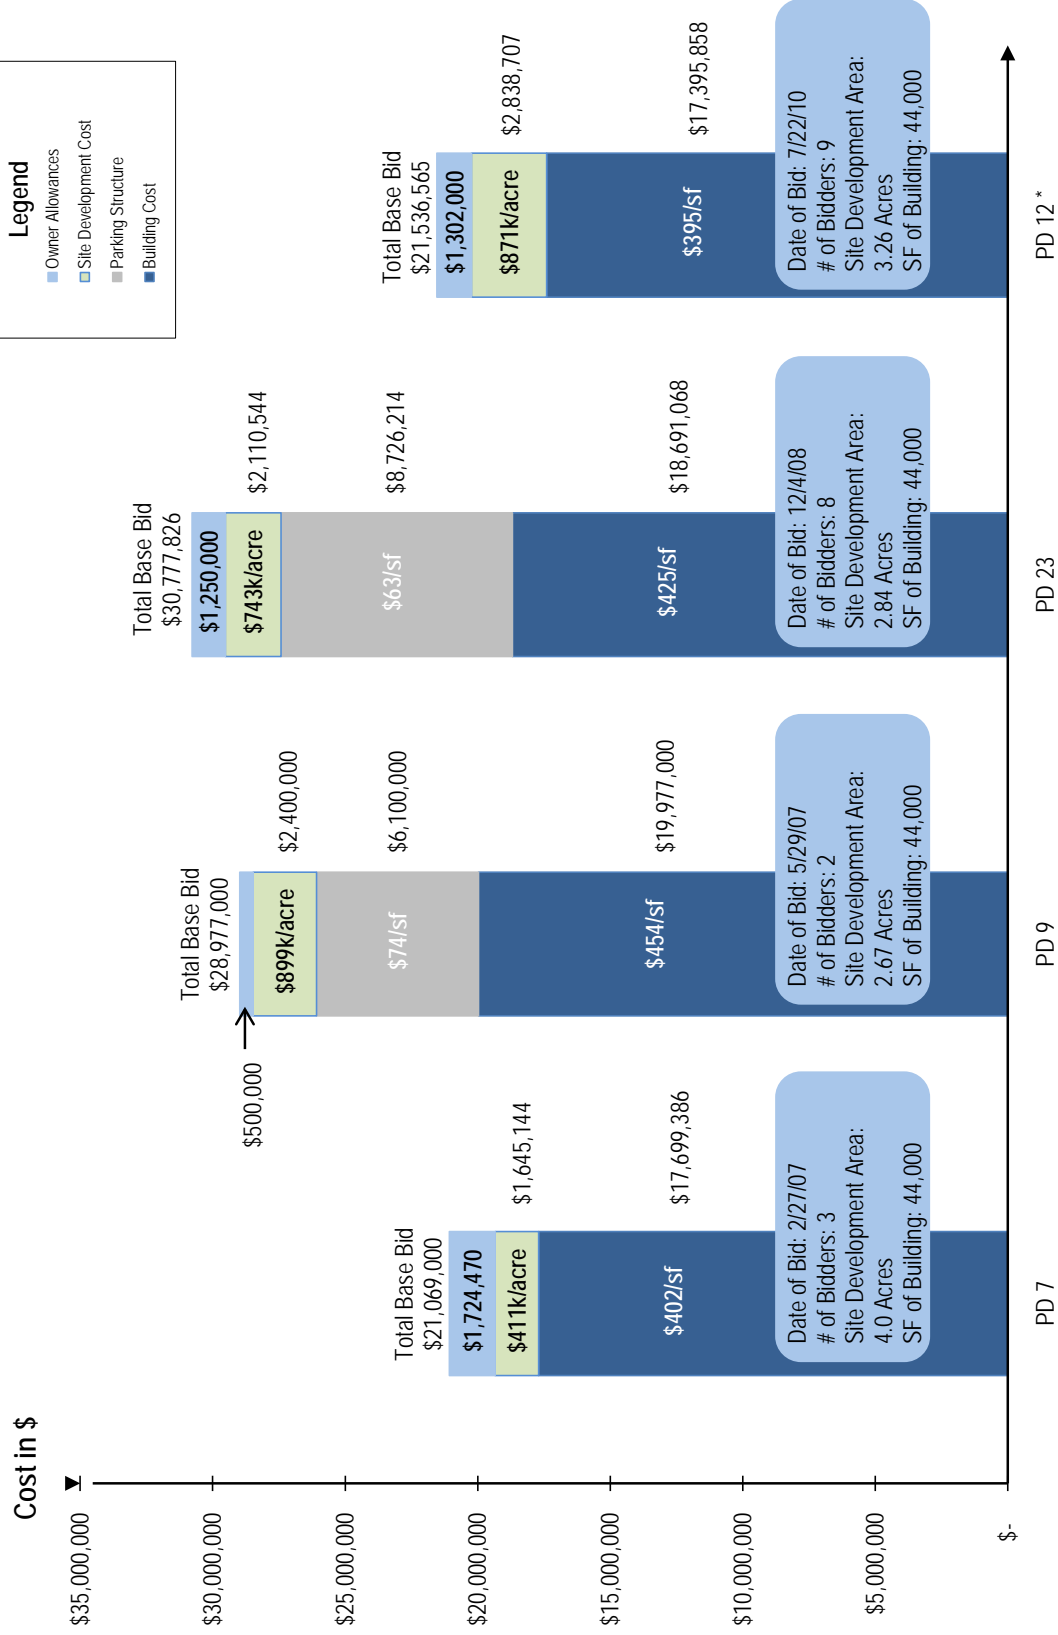 Cost in $
Legend
Owner Allowances
Site Development Cost
Parking Structure
Building Cost
$35,000,000
$30,000,000
$25,000,000
$20,000,000
$15,000,000
$10,000,000
$5,000,000
$-
Total Base Bid
$21,069,000
$1,724,470
$411k/acre
$1,645,144
$402/sf
$17,699,386
Date of Bid: 2/27/07
# of Bidders: 3
Site Development Area:
4.0 Acres
SF of Building: 44,000
PD 7
Total Base Bid
$28,977,000
$500,000
$899k/acre
$2,400,000
$74/sf
$6,100,000
$454/sf
$19,977,000
Date of Bid: 5/29/07
# of Bidders: 2
Site Development Area:
2.67 Acres
SF of Building: 44,000
PD 9
Total Base Bid
$30,777,826
$1,250,000
$743k/acre
$2,110,544
$63/sf
$8,726,214
$425/sf
$18,691,068
Date of Bid: 12/4/08
# of Bidders: 8
Site Development Area:
2.84 Acres
SF of Building: 44,000
PD 23
Total Base Bid
$21,536,565
$1,302,000
$871k/acre
$2,838,707
$395/sf
$17,395,858
Date of Bid: 7/22/10
# of Bidders: 9
Site Development Area:
3.26 Acres
SF of Building: 44,000
PD 12 *